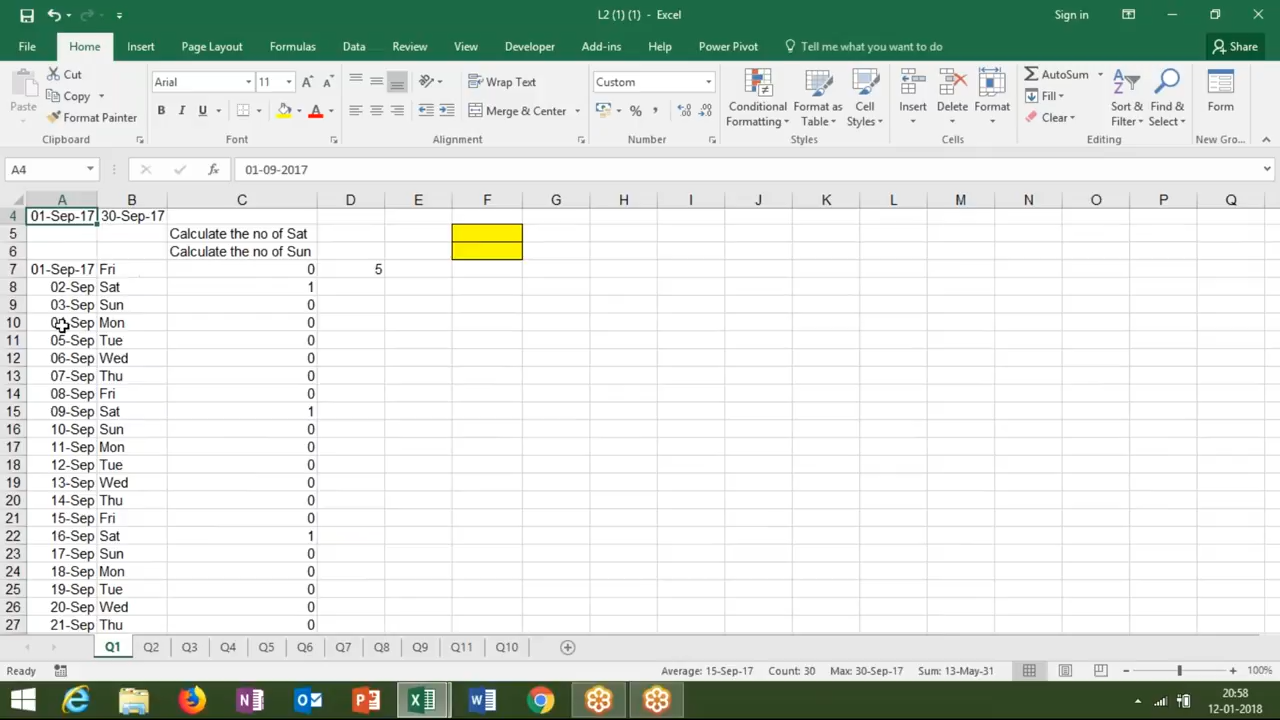 L2 (1) (1) - Excel
Sign in
File Home Insert Page Layout Formulas Data Review View Developer Add-ins Help Power Pivot Tell me what you want to do Share
Paste
Cut
Copy
Format Painter
Clipboard
Arial 11
B I U
Font
Wrap Text
Merge & Center
Alignment
Custom
Number
Conditional Formatting
Format as Table
Cell Styles
Styles
Insert
Delete
Format
Cells
AutoSum
Fill
Clear
Sort & Filter
Find & Select
Editing
Form
New Gro...
A4 fx 01-09-2017
A B C D E F G H I J K L M N O P Q
4 01-Sep-17 30-Sep-17
5 Calculate the no of Sat
6 Calculate the no of Sun
7 01-Sep-17 Fri 0 5
8 02-Sep Sat 1
9 03-Sep Sun 0
10 04-Sep Mon 0
11 05-Sep Tue 0
12 06-Sep Wed 0
13 07-Sep Thu 0
14 08-Sep Fri 0
15 09-Sep Sat 1
16 10-Sep Sun 0
17 11-Sep Mon 0
18 12-Sep Tue 0
19 13-Sep Wed 0
20 14-Sep Thu 0
21 15-Sep Fri 0
22 16-Sep Sat 1
23 17-Sep Sun 0
24 18-Sep Mon 0
25 19-Sep Tue 0
26 20-Sep Wed 0
27 21-Sep Thu 0
Q1 Q2 Q3 Q4 Q5 Q6 Q7 Q8 Q9 Q11 Q10
Ready Average: 15-Sep-17 Count: 30 Max: 30-Sep-17 Sum: 13-May-31 100%
20:58
12-01-2018